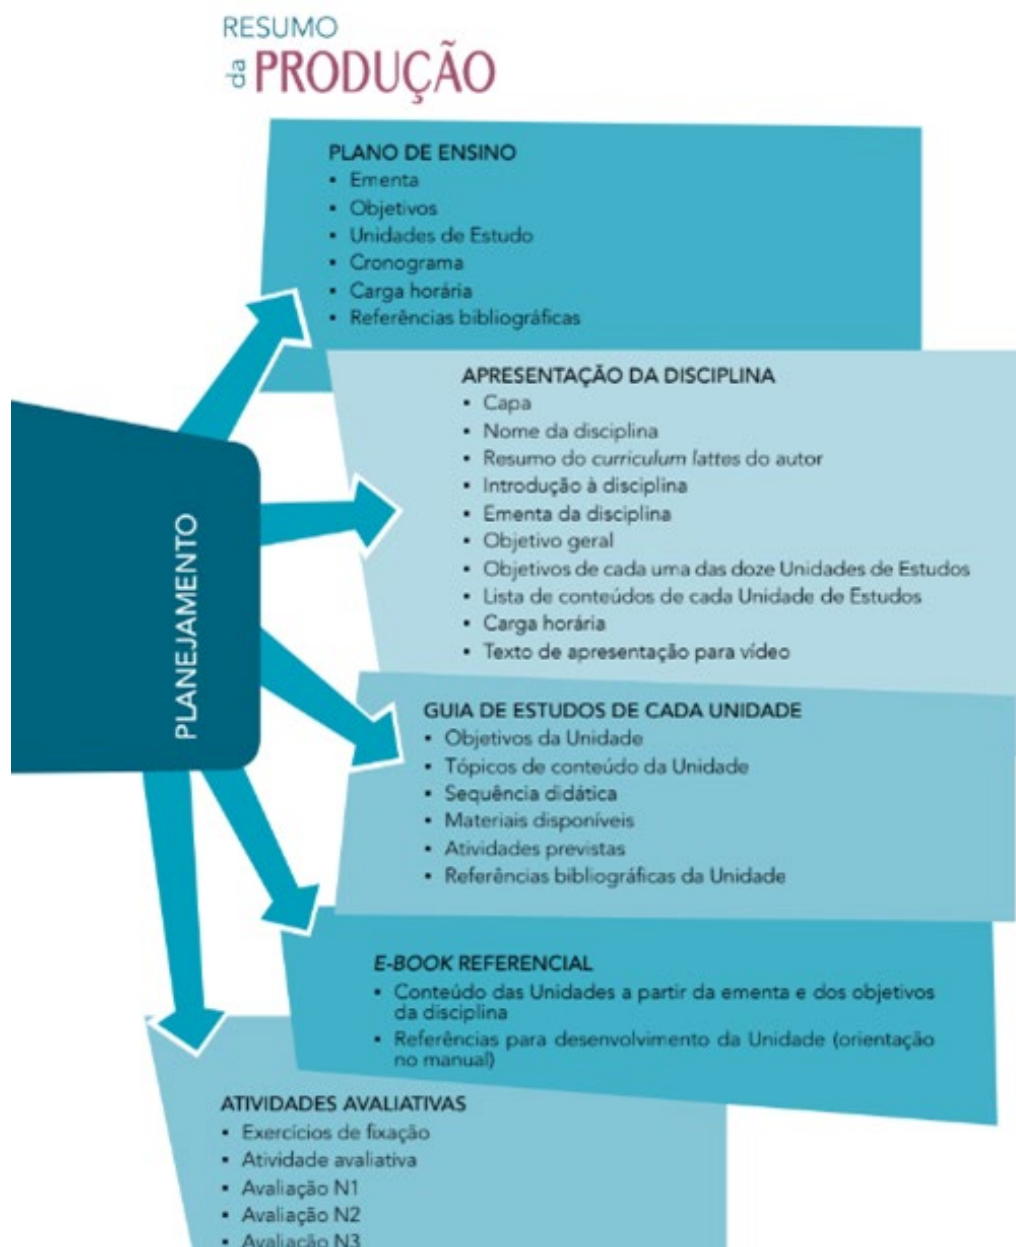 RESUMO
da PRODUÇÃO
PLANO DE ENSINO
▪ Ementa
▪ Objetivos
▪ Unidades de Estudo
▪ Cronograma
▪ Carga horária
▪ Referências bibliográficas
APRESENTAÇÃO DA DISCIPLINA
▪ Capa
▪ Nome da disciplina
▪ Resumo do curriculum lattes do autor
▪ Introdução à disciplina
▪ Ementa da disciplina
▪ Objetivo geral
▪ Objetivos de cada uma das doze Unidades de Estudos
▪ Lista de conteúdos de cada Unidade de Estudos
▪ Carga horária
▪ Texto de apresentação para vídeo
PLANEJAMENTO
GUIA DE ESTUDOS DE CADA UNIDADE
▪ Objetivos da Unidade
▪ Tópicos de conteúdo da Unidade
▪ Sequência didática
▪ Materiais disponíveis
▪ Atividades previstas
▪ Referências bibliográficas da Unidade
E-BOOK REFERENCIAL
▪ Conteúdo das Unidades a partir da ementa e dos objetivos
da disciplina
▪ Referências para desenvolvimento da Unidade (orientação
no manual)
ATIVIDADES AVALIATIVAS
▪ Exercícios de fixação
▪ Atividade avaliativa
▪ Avaliação N1
▪ Avaliação N2
▪ Avaliação N3